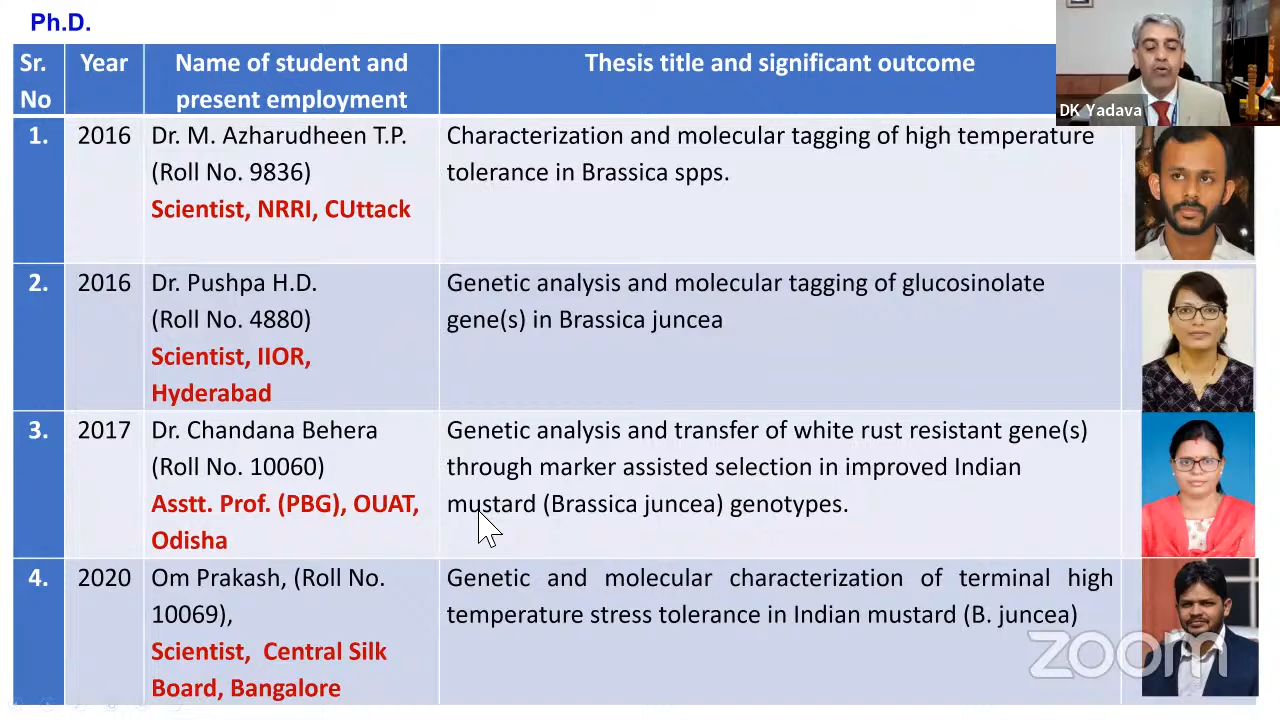 Ph.D.
Sr. No
Year
Name of student and present employment
Thesis title and significant outcome
DK Yadava
1.
2016
Dr. M. Azharudheen T.P.
(Roll No. 9836)
Scientist, NRRI, CUttack
Characterization and molecular tagging of high temperature
tolerance in Brassica spps.
2.
2016
Dr. Pushpa H.D.
(Roll No. 4880)
Scientist, IIOR,
Hyderabad
Genetic analysis and molecular tagging of glucosinolate
gene(s) in Brassica juncea
3.
2017
Dr. Chandana Behera
(Roll No. 10060)
Asstt. Prof. (PBG), OUAT,
Odisha
Genetic analysis and transfer of white rust resistant gene(s)
through marker assisted selection in improved Indian
mustard (Brassica juncea) genotypes.
4.
2020
Om Prakash, (Roll No.
10069),
Scientist, Central Silk
Board, Bangalore
Genetic and molecular characterization of terminal high
temperature stress tolerance in Indian mustard (B. juncea)
zoom